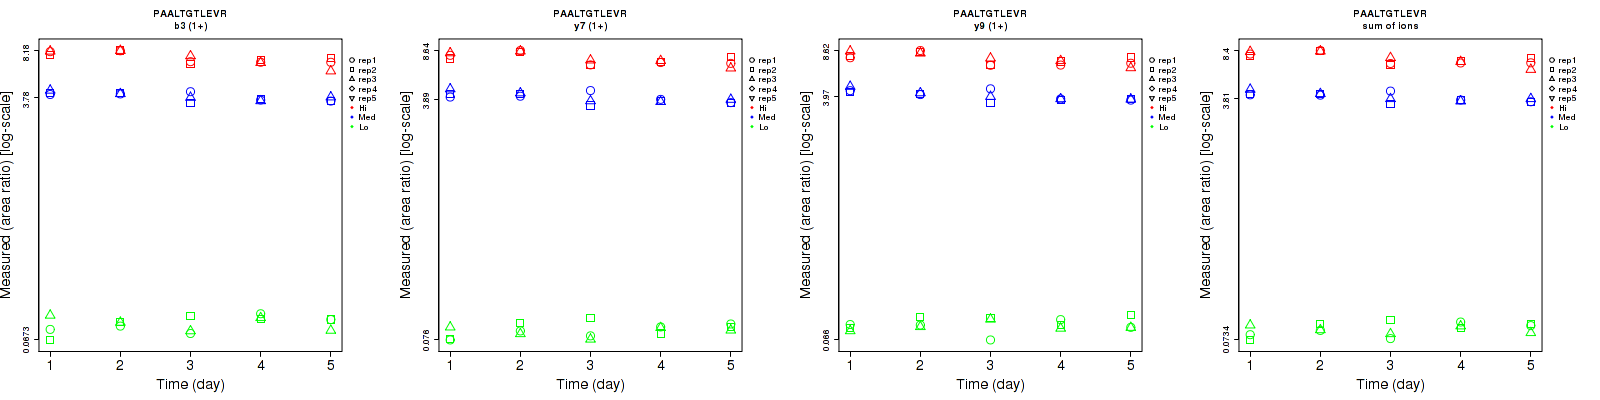 PAALTGTLEVR
b3 (1+)
Measured (area ratio) [log-scale]
8.18
3.78
0.0673
1 2 3 4 5
Time (day)
rep1
rep2
rep3
rep4
rep5
Hi
Med
Lo
PAALTGTLEVR
y7 (1+)
Measured (area ratio) [log-scale]
8.64
3.89
0.076
1 2 3 4 5
Time (day)
rep1
rep2
rep3
rep4
rep5
Hi
Med
Lo
PAALTGTLEVR
y9 (1+)
Measured (area ratio) [log-scale]
8.62
3.97
0.066
1 2 3 4 5
Time (day)
rep1
rep2
rep3
rep4
rep5
Hi
Med
Lo
PAALTGTLEVR
sum of ions
Measured (area ratio) [log-scale]
8.4
3.81
0.0734
1 2 3 4 5
Time (day)
rep1
rep2
rep3
rep4
rep5
Hi
Med
Lo